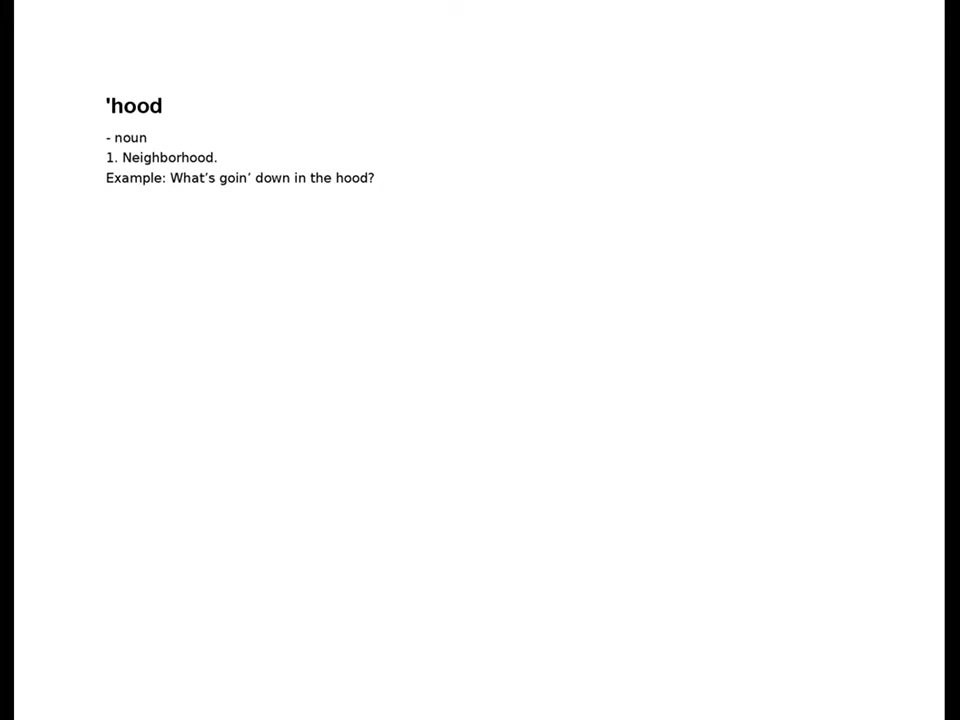 'hood
- noun
1. Neighborhood.
Example: What’s goin’ down in the hood?